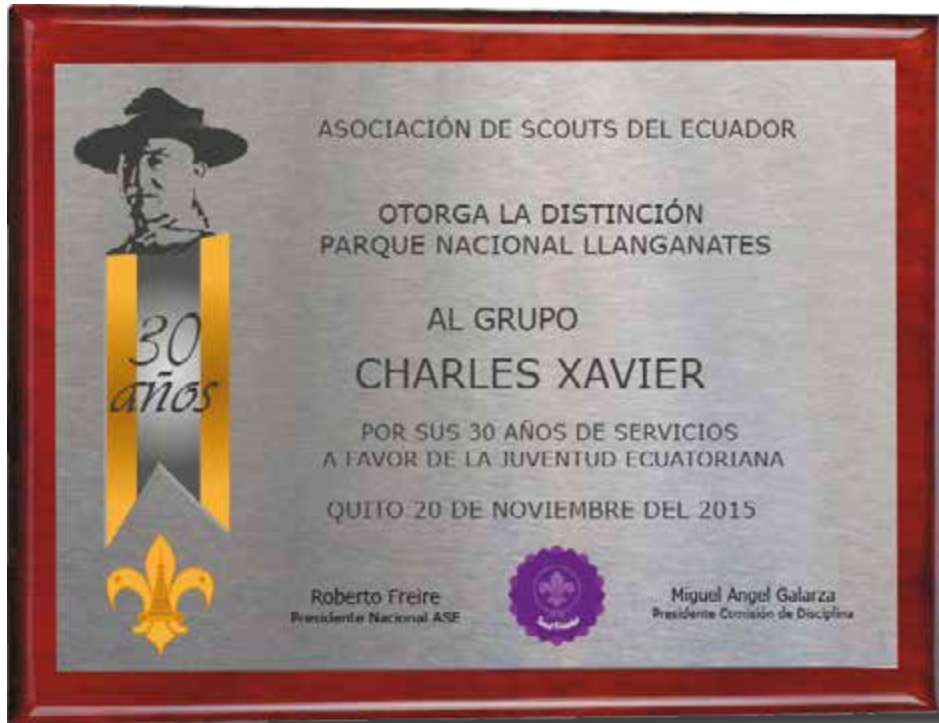 ASOCIACIÓN DE SCOUTS DEL ECUADOR
OTORGA LA DISTINCIÓN
PARQUE NACIONAL LLANGANATES
AL GRUPO
CHARLES XAVIER
POR SUS 30 AÑOS DE SERVICIOS
A FAVOR DE LA JUVENTUD ECUATORIANA
QUITO 20 DE NOVIEMBRE DEL 2015
30
años
Roberto Freire
Presidente Nacional ASE
Miguel Angel Galarza
Presidente Comisión de Disciplina